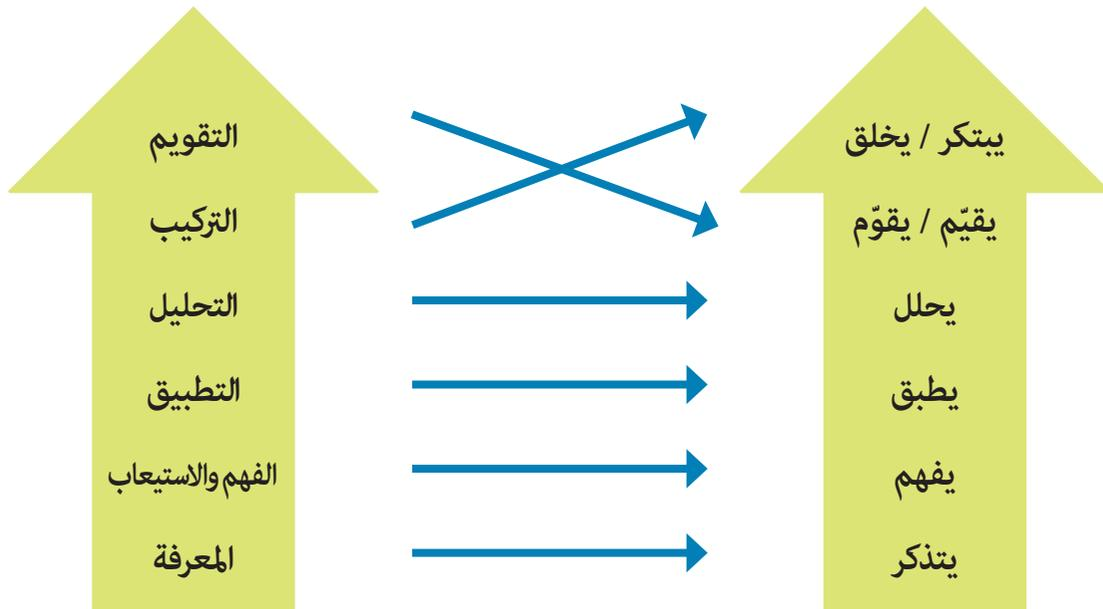 التقويم
التركيب
التحليل
التطبيق
الفهم والاستيعاب
المعرفة
يبتكر / يخلق
يقيّم / يقوّم
يحلل
يطبق
يفهم
يتذكر